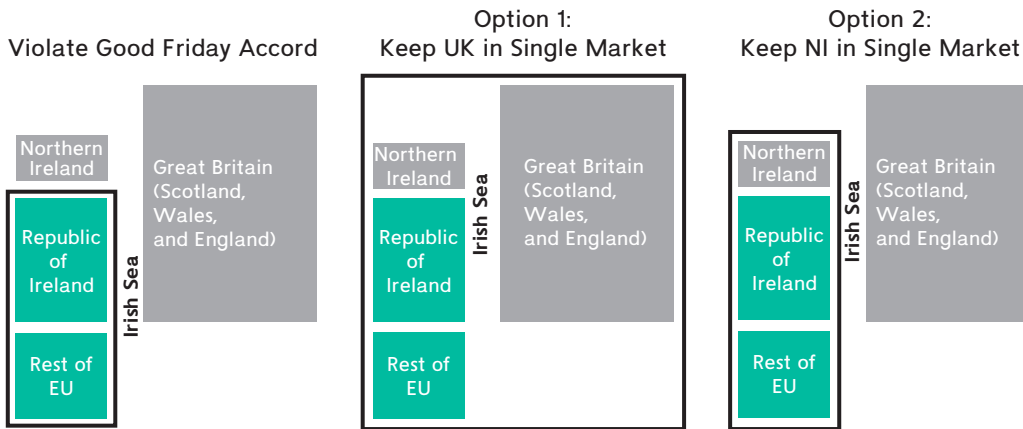 Violate Good Friday Accord
Northern
Ireland
Republic
of
Ireland
Rest of
EU
Irish Sea
Great Britain
(Scotland,
Wales,
and England)
Option 1:
Keep UK in Single Market
Northern
Ireland
Republic
of
Ireland
Rest of
EU
Irish Sea
Great Britain
(Scotland,
Wales,
and England)
Option 2:
Keep NI in Single Market
Northern
Ireland
Republic
of
Ireland
Rest of
EU
Irish Sea
Great Britain
(Scotland,
Wales,
and England)